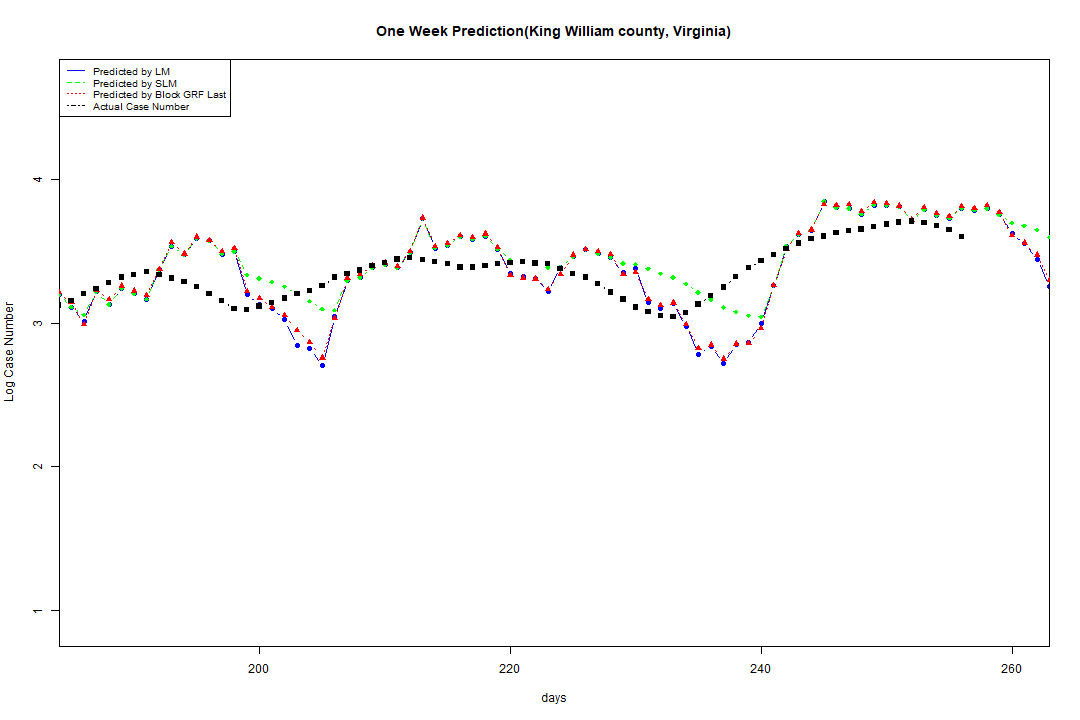 One Week Prediction(King William county, Virginia)
Predicted by LM
Predicted by SLM
Predicted by Block GRF Last
Actual Case Number
4
3
2
1
Log Case Number
200 220 240 260
days